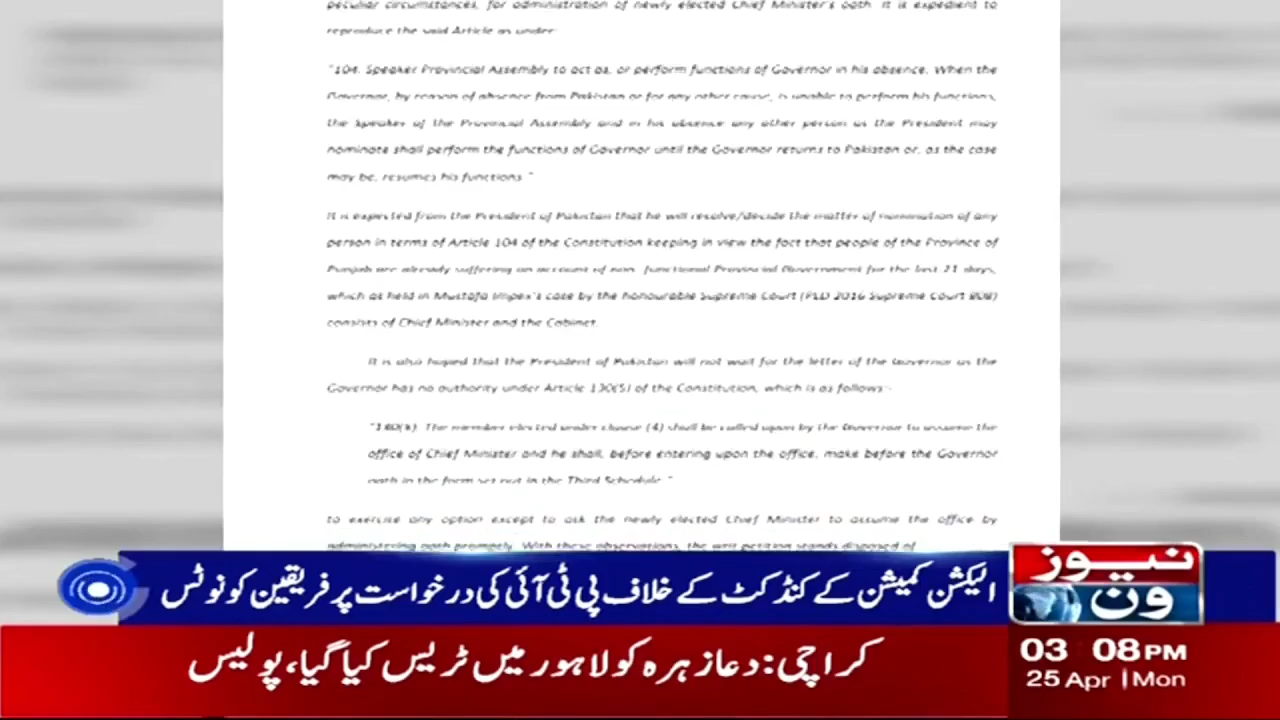 peculiar circumstances, for administration of newly elected Chief Minister's oath. It is expedient to
reproduce the said Article as under:
"104. Speaker Provincial Assembly to act as, or perform functions of Governor in his absence. When the
Governor, by reason of absence from Pakistan or for any other cause, is unable to perform his functions,
the Speaker of the Provincial Assembly and in his absence any other person as the President may
nominate shall perform the functions of Governor until the Governor returns to Pakistan or, as the case
may be, resumes his functions."
It is expected from the President of Pakistan that he will resolve/decide the matter of nomination of any
person in terms of Article 104 of the Constitution keeping in view the fact that people of the Province of
Punjab are already suffering on account of non-functional Provincial Government for the last 21 days,
which as held in Mustafa Impex's case by the honourable Supreme Court (PLD 2016 Supreme Court 808)
consists of Chief Minister and the Cabinet.
It is also hoped that the President of Pakistan will not wait for the letter of the Governor as the
Governor has no authority under Article 130(5) of the Constitution, which is as follows:-
The member elected under clause (4) shall be called upon by the Governor to assume the
office of Chief Minister and he shall, before entering upon the office, make before the Governor
oath in the form set out in the Third Schedule."
to exercise any option except to ask the newly elected Chief Minister to assume the office by
administering oath promptly. With these observations, the writ petition stands disposed of
الیکشن کمیشن کے کنڈکٹ کے خلاف پی ٹی آئی کی درخواست پر فریقین کو نوٹس
نیوز
ون
کراچی: دعا زہرہ کو لاہور میں ٹریس کیا گیا، پولیس
03 08 PM
25 Apr | Mon